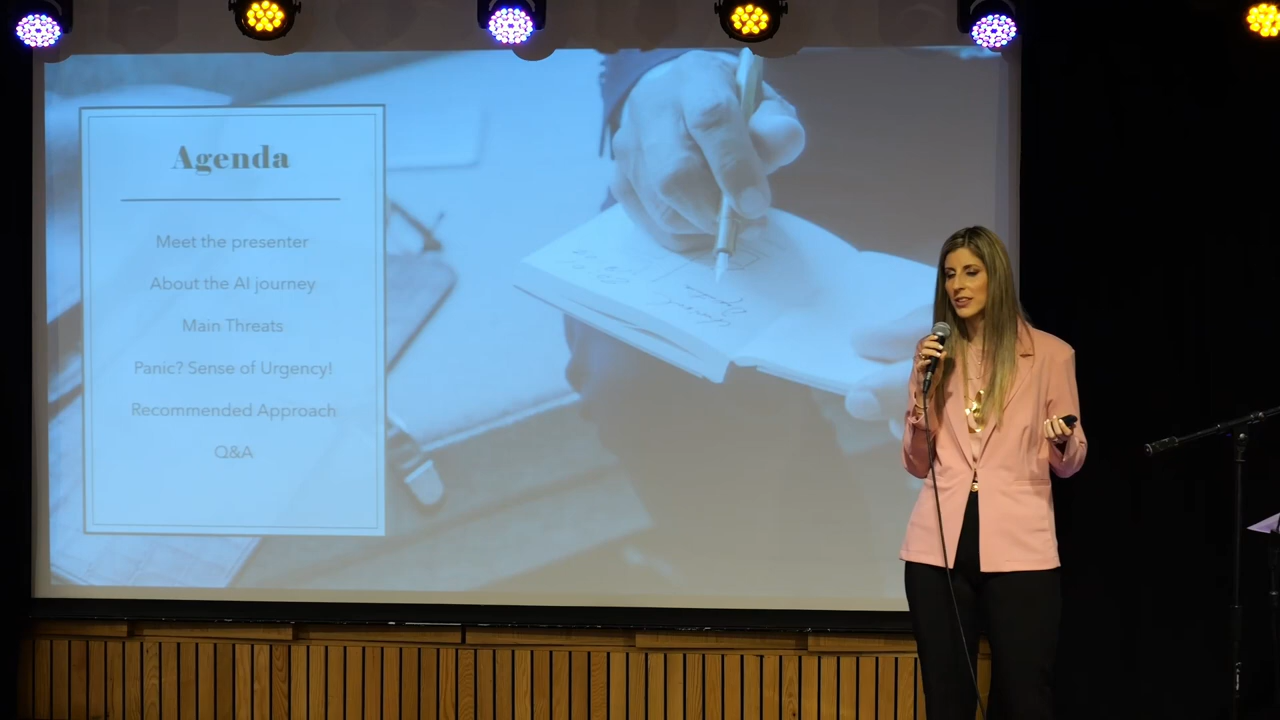 Agenda
Meet the presenter
About the AI journey
Main Threats
Panic? Sense of Urgency!
Recommended Approach
Q&A